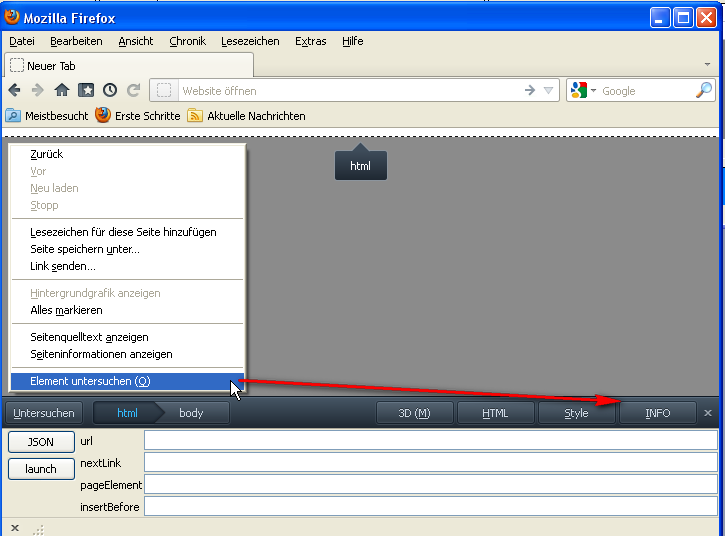 Mozilla Firefox
Datei Bearbeiten Ansicht Chronik Lesezeichen Extras Hilfe
Neuer Tab
Website öffnen Google
Meistbesucht Erste Schritte Aktuelle Nachrichten
html
Zurück
Vor
Neu laden
Stopp
Lesezeichen für diese Seite hinzufügen
Seite speichern unter...
Link senden...
Hintergrundgrafik anzeigen
Alles markieren
Seitenquelltext anzeigen
Seiteninformationen anzeigen
Element untersuchen (Q)
Untersuchen html body 3D (M) HTML Style INFO
JSON url
launch nextLink
pageElement
insertBefore